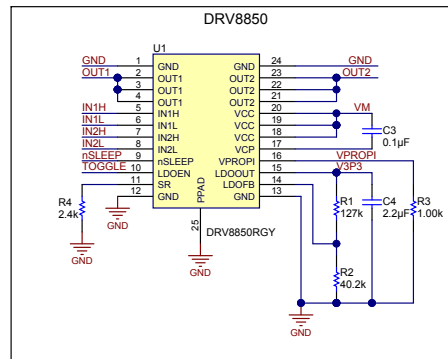 DRV8850
U1
GND 1 GND GND 24 GND
OUT1 2 OUT1 OUT2 23 OUT2
3 OUT1 OUT2 22
4 OUT1 OUT2 21
IN1H 5 IN1H VCC 20 VM
IN1L 6 IN1L VCC 19
IN2H 7 IN2H VCC 18 C3
IN2L 8 IN2L VCP 17 0.1µF
nSLEEP 9 nSLEEP VPROPI 16 VPROPI
TOGGLE 10 LDOEN LDOOUT 15 V3P3
11 SR LDOFB 14
12 GND GND 13
PPAD
25
R4
2.4k
R1
127k
C4
2.2µF
R3
1.00k
DRV8850RGY
R2
40.2k
GND
GND
GND
GND